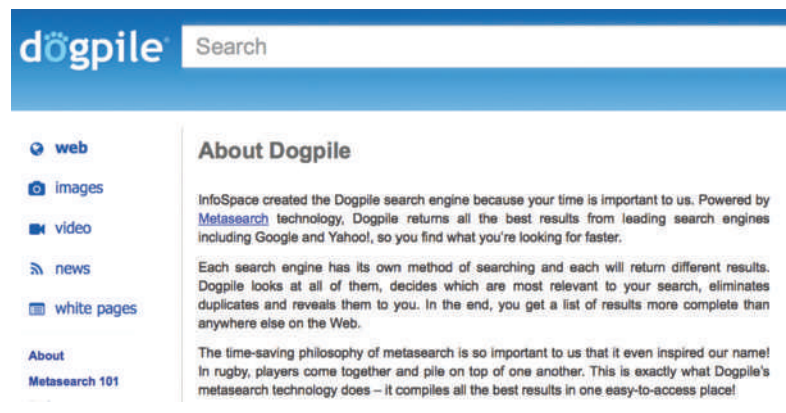 dogpile
Search
web
images
video
news
white pages
About
Metasearch 101
About Dogpile
InfoSpace created the Dogpile search engine because your time is important to us. Powered by
Metasearch technology, Dogpile returns all the best results from leading search engines
including Google and Yahoo!, so you find what you're looking for faster.
Each search engine has its own method of searching and each will return different results.
Dogpile looks at all of them, decides which are most relevant to your search, eliminates
duplicates and reveals them to you. In the end, you get a list of results more complete than
anywhere else on the Web.
The time-saving philosophy of metasearch is so important to us that it even inspired our name!
In rugby, players come together and pile on top of one another. This is exactly what Dogpile's
metasearch technology does – it compiles all the best results in one easy-to-access place!